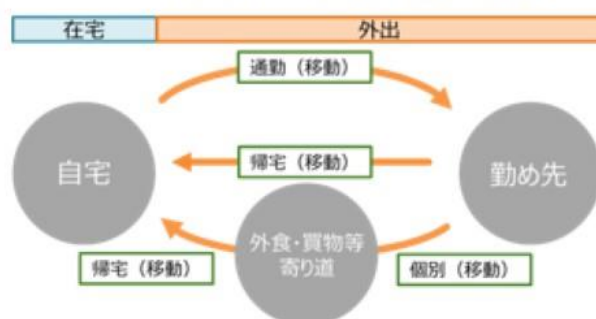 在宅
外出
通勤（移動）
自宅
帰宅（移動）
勤め先
外食・買物等
寄り道
帰宅（移動）
個別（移動）